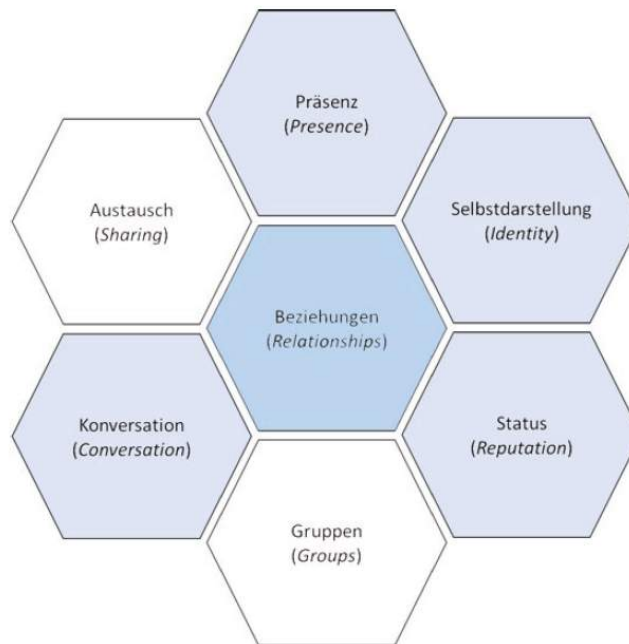 Präsenz
(Presence)
Austausch
(Sharing)
Selbstdarstellung
(Identity)
Beziehungen
(Relationships)
Konversation
(Conversation)
Status
(Reputation)
Gruppen
(Groups)